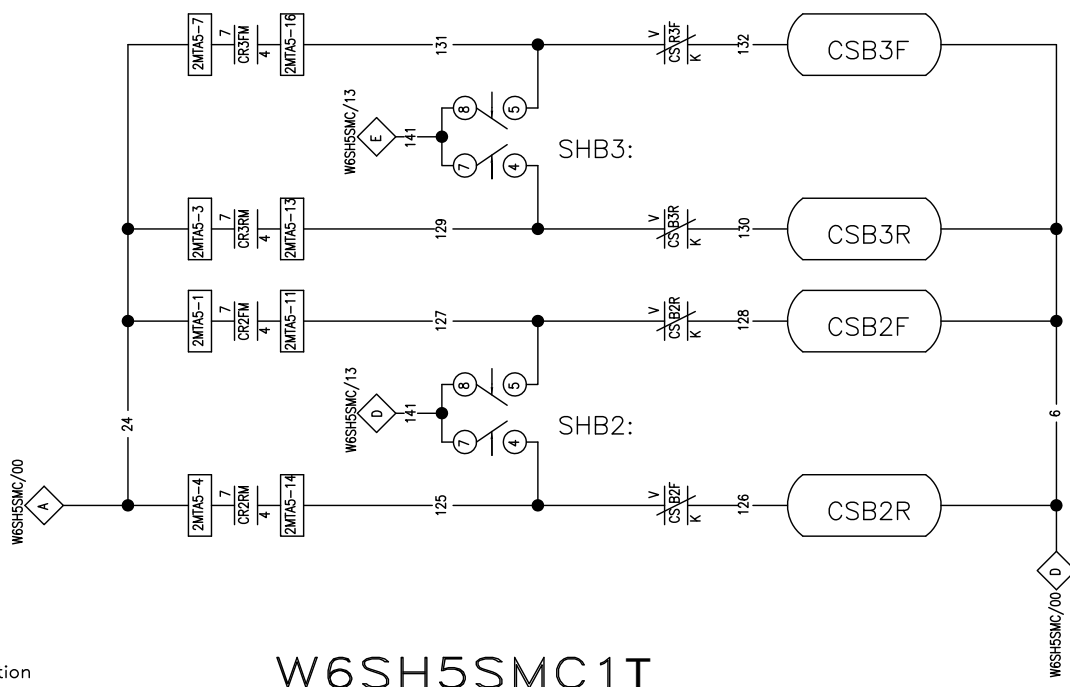 2MTA5-7
7
CR3FM
4
2MTA5-16
131
V
CSB3F
K
132
CSB3F
W6SH5SMC/13
E
141
8
5
7
4
SHB3:
2MTA5-3
7
CR3RM
4
2MTA5-13
129
V
CSB3R
K
130
CSB3R
2MTA5-1
7
CR2FM
4
2MTA5-11
127
V
CSB2R
K
128
CSB2F
W6SH5SMC/13
D
141
8
5
7
4
SHB2:
24
6
W6SH5SMC/00
A
2MTA5-4
7
CR2RM
4
2MTA5-14
125
V
CSB2F
K
126
CSB2R
W6SH5SMC/00
D
tion
W6SH5SMC1T